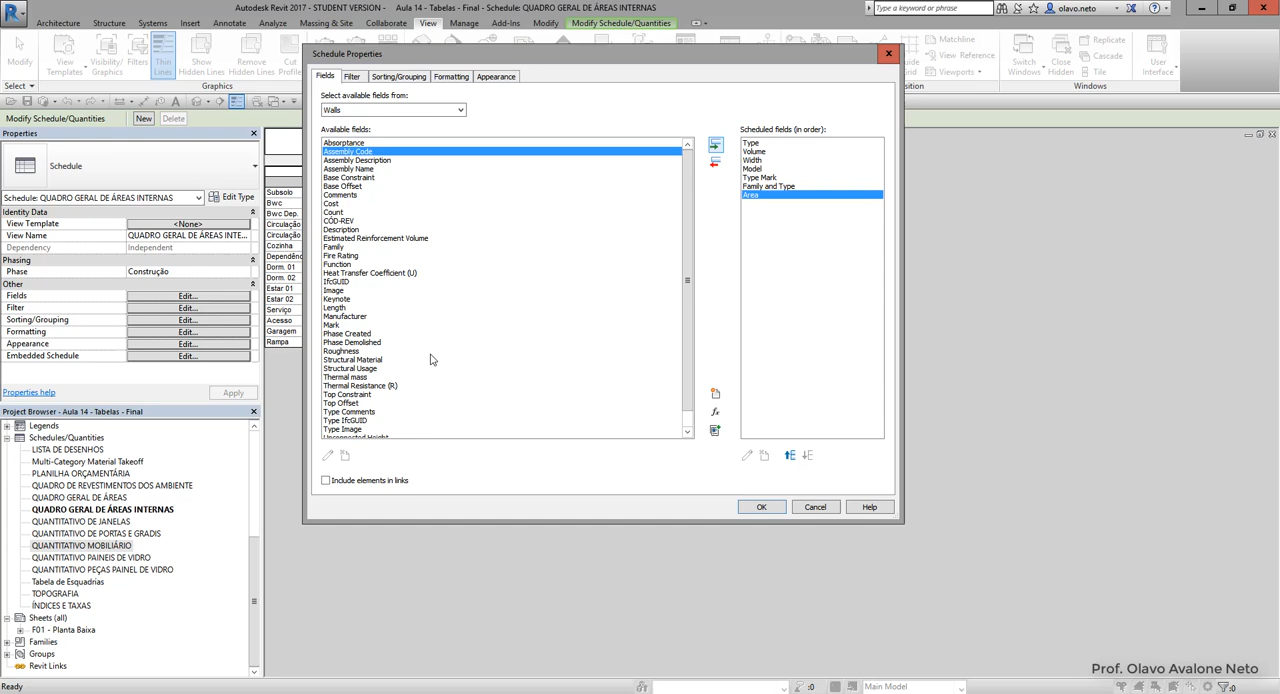 Autodesk Revit 2017 - STUDENT VERSION - Aula 14 - Tabelas - Final - Schedule: QUADRO GERAL DE ÁREAS INTERNAS
Type a keyword or phrase
olavo.neto
Architecture Structure Systems Insert Annotate Analyze Massing & Site Collaborate View Manage Add-Ins Modify Modify Schedule/Quantities
Modify
View Templates
Visibility/ Graphics
Filters
Thin Lines
Show Hidden Lines
Remove Hidden Lines
Cut Profile
Matchline
View Reference
Viewports
Switch Windows
Close Hidden
Replicate
Cascade
Tile
User Interface
Select
Graphics
Windows
Modify Schedule/Quantities New Delete
Properties
Schedule
Schedule: QUADRO GERAL DE ÁREAS INTERNAS Edit Type
Identity Data
View Template <None>
View Name QUADRO GERAL DE ÁREAS INTE...
Dependency Independent
Phasing
Phase Construção
Other
Fields Edit...
Filter Edit...
Sorting/Grouping Edit...
Formatting Edit...
Appearance Edit...
Embedded Schedule Edit...
Properties help Apply
Project Browser - Aula 14 - Tabelas - Final
Legends
Schedules/Quantities
LISTA DE DESENHOS
Multi-Category Material Takeoff
PLANILHA ORÇAMENTÁRIA
QUADRO DE REVESTIMENTOS DOS AMBIENTE
QUADRO GERAL DE ÁREAS
QUADRO GERAL DE ÁREAS INTERNAS
QUANTITATIVO DE JANELAS
QUANTITATIVO DE PORTAS E GRADIS
QUANTITATIVO MOBILIÁRIO
QUANTITATIVO PAINEIS DE VIDRO
QUANTITATIVO PEÇAS PAINEL DE VIDRO
Tabela de Esquadrias
TOPOGRAFIA
ÍNDICES E TAXAS
Sheets (all)
F01 - Planta Baixa
Families
Groups
Revit Links
Subsolo
Bwc
Bwc Dep.
Circulação
Circulação
Cozinha
Dependênc
Dorm. 01
Dorm. 02
Estar 01
Estar 02
Serviço
Acesso
Garagem
Rampa
Schedule Properties
Fields Filter Sorting/Grouping Formatting Appearance
Select available fields from:
Walls
Available fields:
Absorptance
Assembly Code
Assembly Description
Assembly Name
Base Constraint
Base Offset
Comments
Cost
Count
CÓD-REV
Description
Estimated Reinforcement Volume
Family
Fire Rating
Function
Heat Transfer Coefficient (U)
IfcGUID
Image
Keynote
Length
Manufacturer
Mark
Phase Created
Phase Demolished
Roughness
Structural Material
Structural Usage
Thermal mass
Thermal Resistance (R)
Top Constraint
Top Offset
Type Comments
Type IfcGUID
Type Image
Unconnected Height
Scheduled fields (in order):
Type
Volume
Width
Model
Type Mark
Family and Type
Area
Include elements in links
OK Cancel Help
Prof. Olavo Avalone Neto
Ready :0 Main Model :0